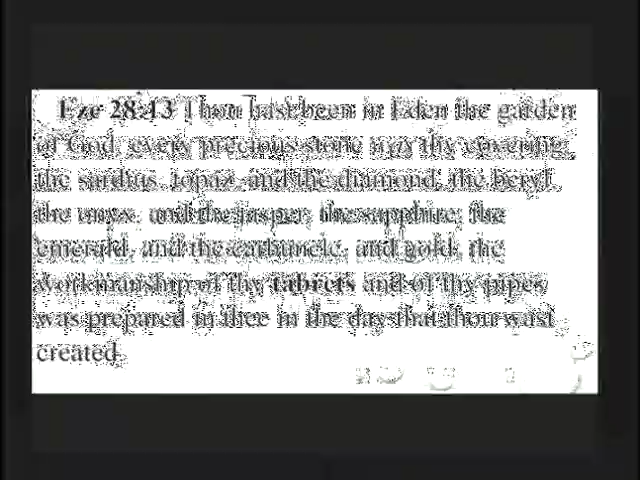 Eze 28:13 Thou hast been in Eden the garden
of God; every precious stone was thy covering,
the sardius, topaz, and the diamond, the beryl,
the onyx, and the jasper, the sapphire, the
emerald, and the carbuncle, and gold: the
workmanship of thy tabrets and of thy pipes
was prepared in thee in the day that thou wast
created.